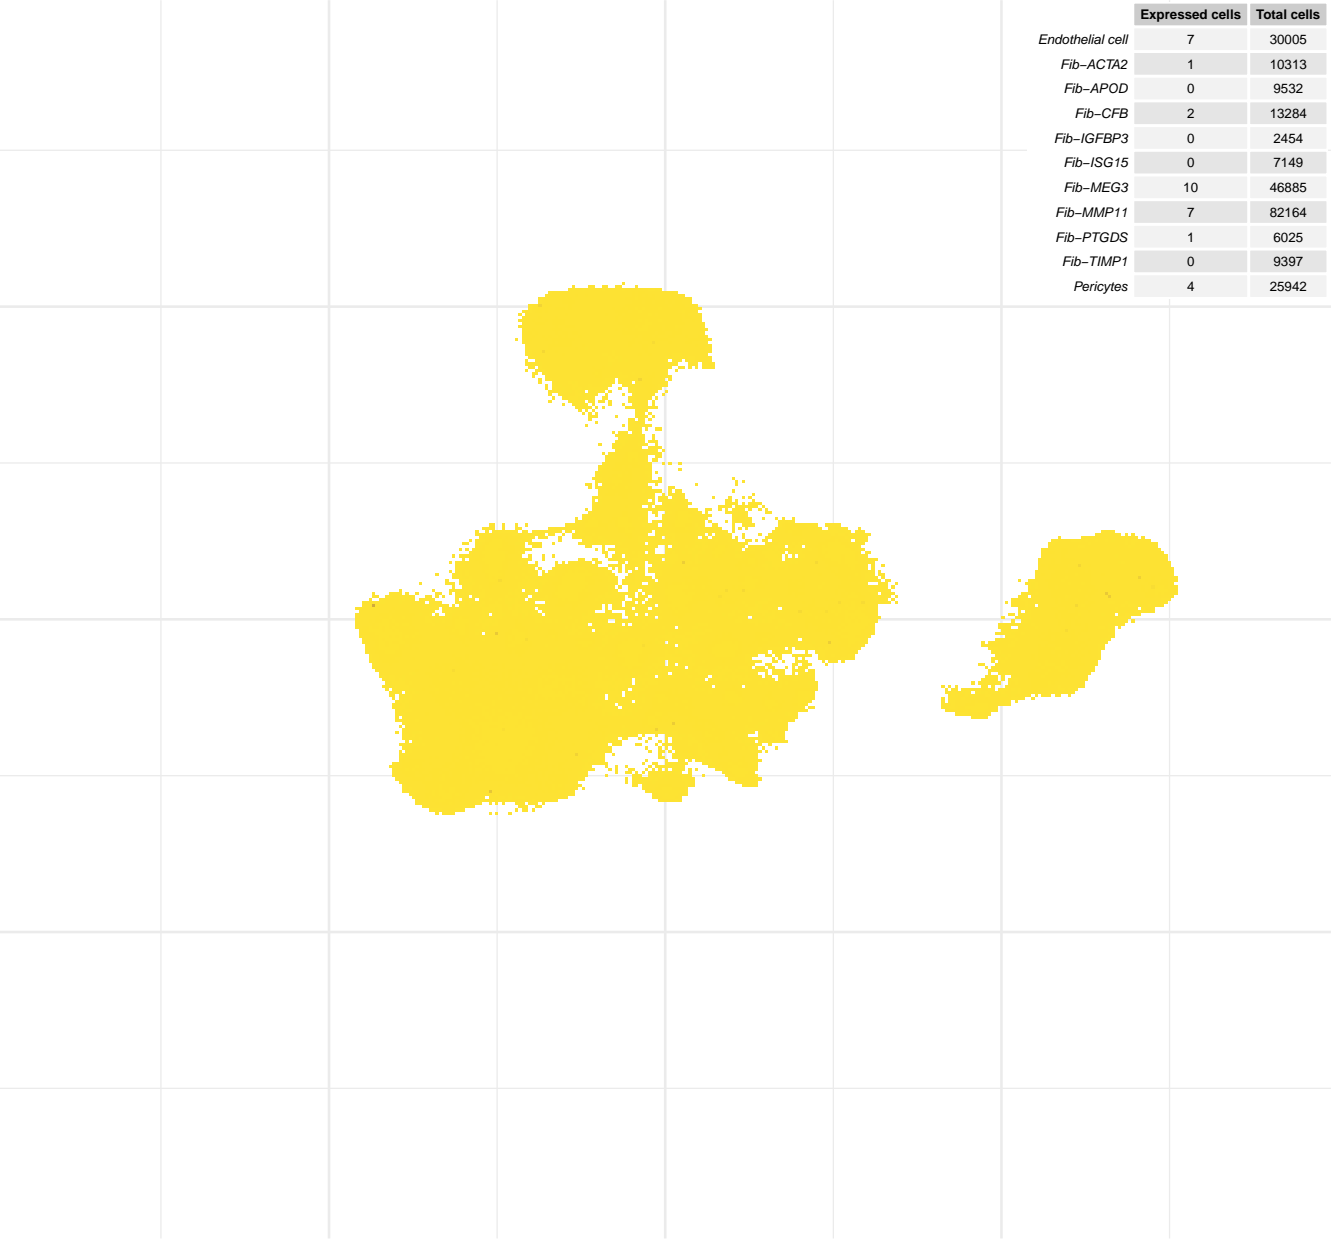 Expressed cells Total cells
Endothelial cell 7 30005
Fib−ACTA2 1 10313
Fib−APOD 0 9532
Fib−CFB 2 13284
Fib−IGFBP3 0 2454
Fib−ISG15 0 7149
Fib−MEG3 10 46885
Fib−MMP11 7 82164
Fib−PTGDS 1 6025
Fib−TIMP1 0 9397
Pericytes 4 25942